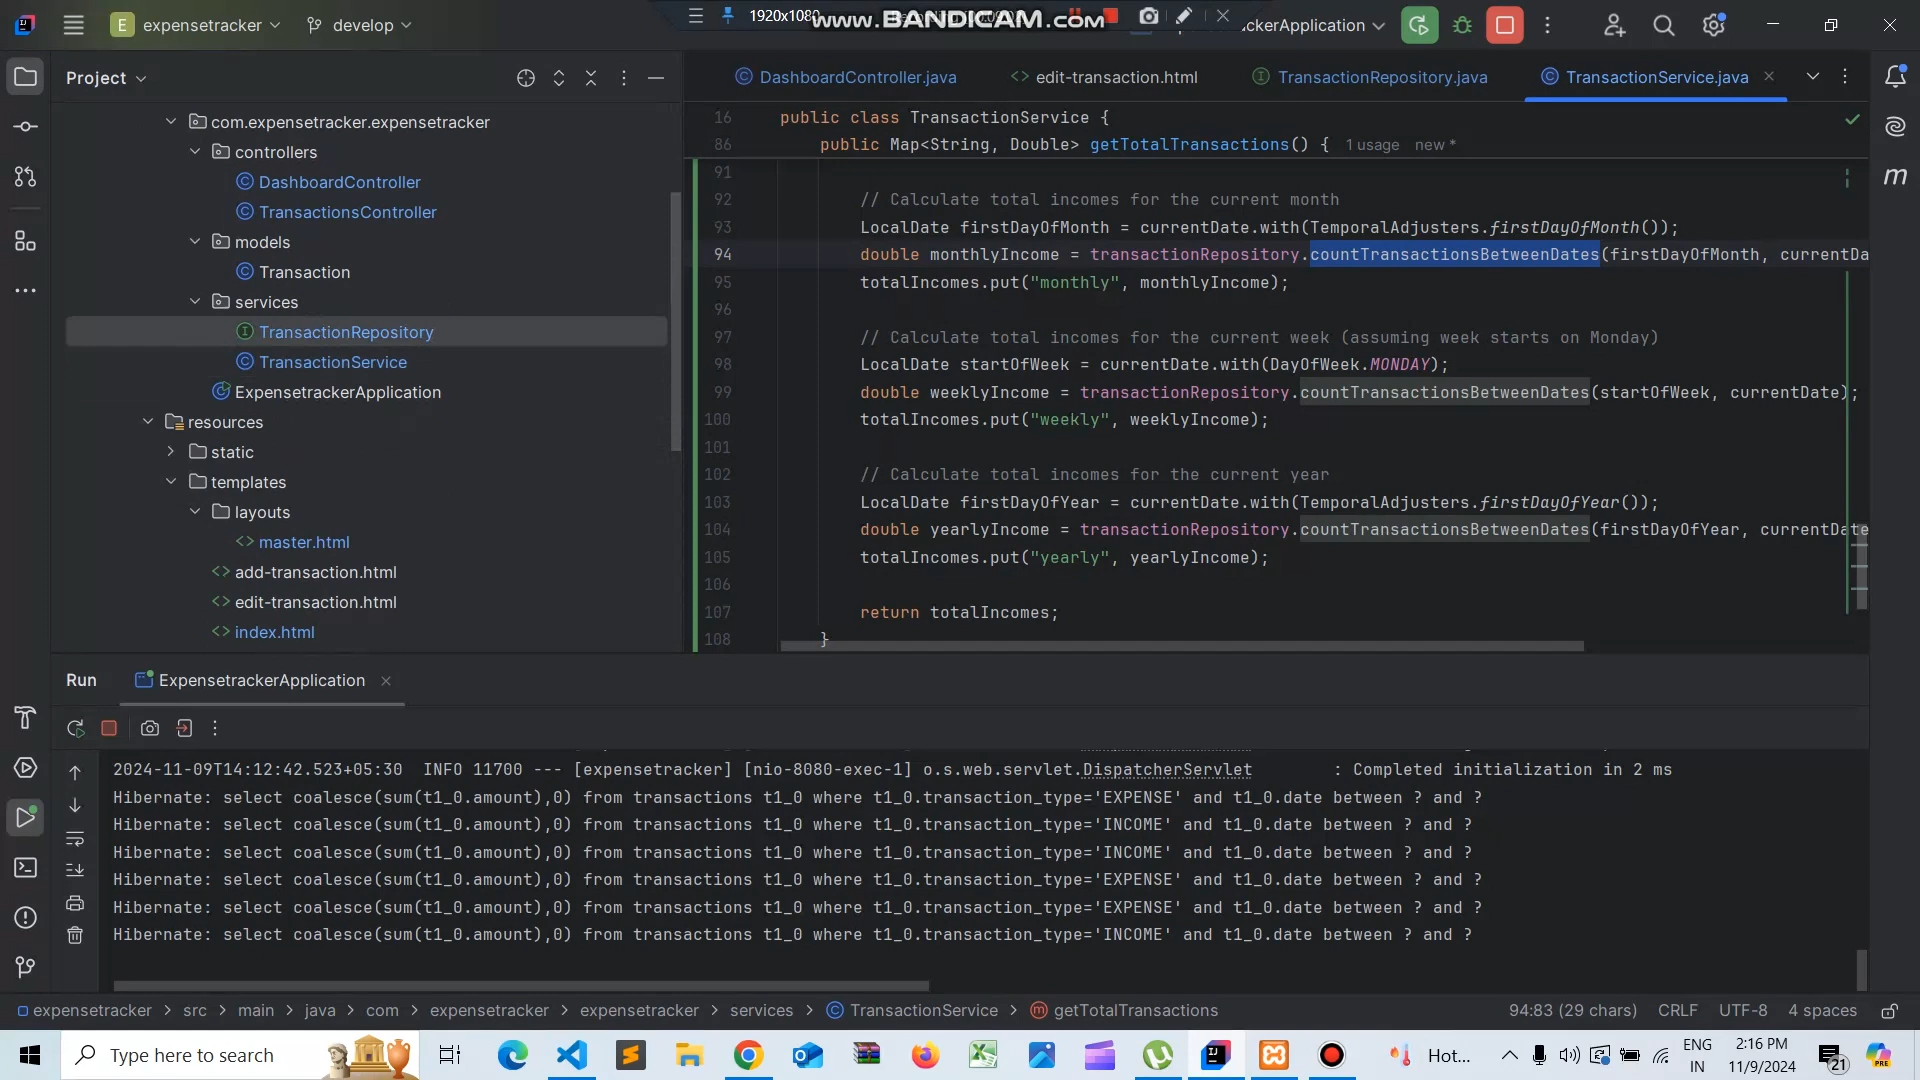 E expensetracker develop 1920x1080 www.BANDICAM.com ckerApplication
Project
DashboardController.java edit-transaction.html TransactionRepository.java TransactionService.java
com.expensetracker.expensetracker
controllers
DashboardController
TransactionsController
models
Transaction
services
TransactionRepository
TransactionService
ExpensetrackerApplication
resources
static
templates
layouts
master.html
add-transaction.html
edit-transaction.html
index.html
16 public class TransactionService {
86 public Map<String, Double> getTotalTransactions() { 1 usage new *
91
92 // Calculate total incomes for the current month
93 LocalDate firstDayOfMonth = currentDate.with(TemporalAdjusters.firstDayOfMonth());
94 double monthlyIncome = transactionRepository.countTransactionsBetweenDates(firstDayOfMonth, currentDa
95 totalIncomes.put("monthly", monthlyIncome);
96
97 // Calculate total incomes for the current week (assuming week starts on Monday)
98 LocalDate startOfWeek = currentDate.with(DayOfWeek.MONDAY);
99 double weeklyIncome = transactionRepository.countTransactionsBetweenDates(startOfWeek, currentDate);
100 totalIncomes.put("weekly", weeklyIncome);
101
102 // Calculate total incomes for the current year
103 LocalDate firstDayOfYear = currentDate.with(TemporalAdjusters.firstDayOfYear());
104 double yearlyIncome = transactionRepository.countTransactionsBetweenDates(firstDayOfYear, currentDate
105 totalIncomes.put("yearly", yearlyIncome);
106
107 return totalIncomes;
108 }
Run ExpensetrackerApplication
2024-11-09T14:12:42.523+05:30 INFO 11700 --- [expensetracker] [nio-8080-exec-1] o.s.web.servlet.DispatcherServlet : Completed initialization in 2 ms
Hibernate: select coalesce(sum(t1_0.amount),0) from transactions t1_0 where t1_0.transaction_type='EXPENSE' and t1_0.date between ? and ?
Hibernate: select coalesce(sum(t1_0.amount),0) from transactions t1_0 where t1_0.transaction_type='INCOME' and t1_0.date between ? and ?
Hibernate: select coalesce(sum(t1_0.amount),0) from transactions t1_0 where t1_0.transaction_type='INCOME' and t1_0.date between ? and ?
Hibernate: select coalesce(sum(t1_0.amount),0) from transactions t1_0 where t1_0.transaction_type='EXPENSE' and t1_0.date between ? and ?
Hibernate: select coalesce(sum(t1_0.amount),0) from transactions t1_0 where t1_0.transaction_type='EXPENSE' and t1_0.date between ? and ?
Hibernate: select coalesce(sum(t1_0.amount),0) from transactions t1_0 where t1_0.transaction_type='INCOME' and t1_0.date between ? and ?
expensetracker > src > main > java > com > expensetracker > expensetracker > services > TransactionService > getTotalTransactions 94:83 (29 chars) CRLF UTF-8 4 spaces
Type here to search Hot... ENG IN 2:16 PM 11/9/2024 21